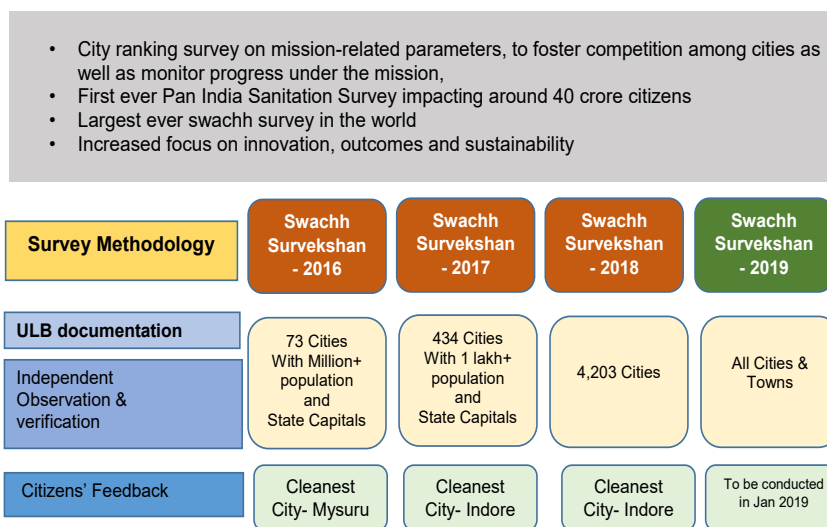 • City ranking survey on mission-related parameters, to foster competition among cities as
well as monitor progress under the mission,
• First ever Pan India Sanitation Survey impacting around 40 crore citizens
• Largest ever swachh survey in the world
• Increased focus on innovation, outcomes and sustainability
Survey Methodology
Swachh
Survekshan
- 2016
Swachh
Survekshan
- 2017
Swachh
Survekshan
- 2018
Swachh
Survekshan
- 2019
ULB documentation
Independent
Observation &
verification
73 Cities
With Million+
population
and
State Capitals
434 Cities
With 1 lakh+
population
and
State Capitals
4,203 Cities
All Cities &
Towns
Citizens' Feedback
Cleanest
City- Mysuru
Cleanest
City- Indore
Cleanest
City- Indore
To be conducted
in Jan 2019